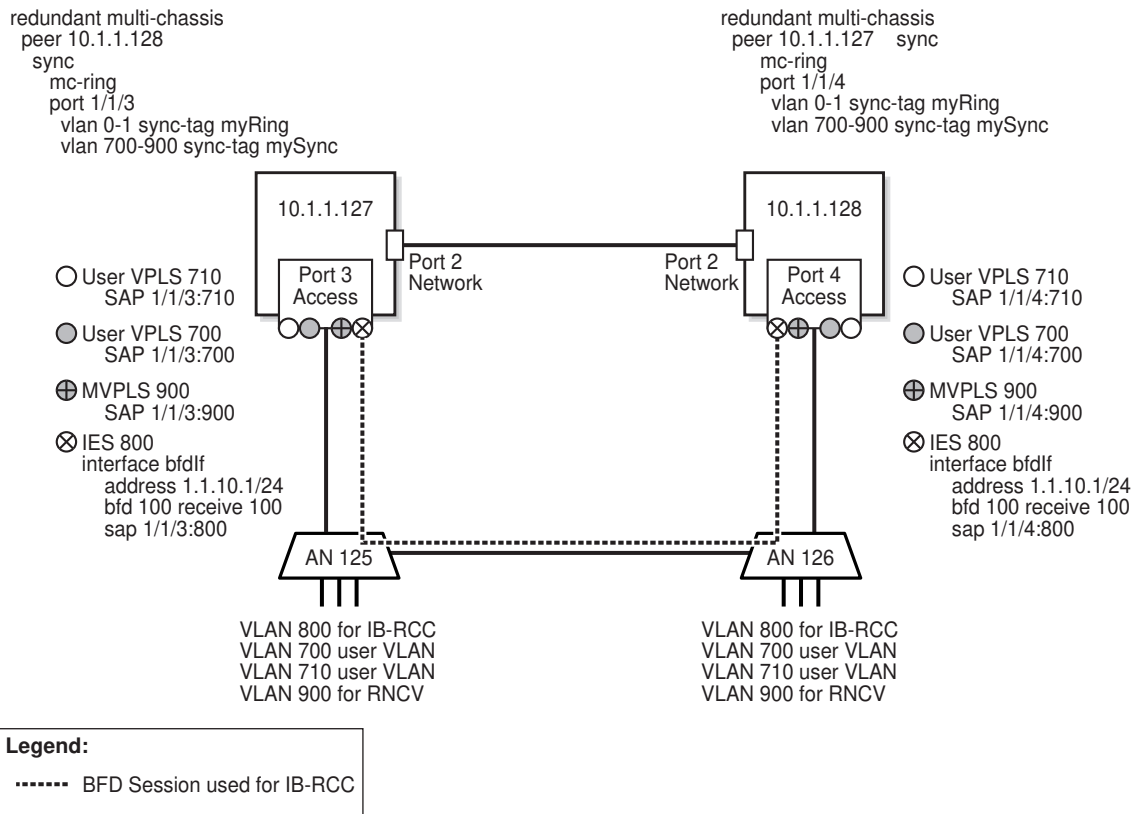 redundant multi-chassis
peer 10.1.1.128
sync
mc-ring
port 1/1/3
vlan 0-1 sync-tag myRing
vlan 700-900 sync-tag mySync
redundant multi-chassis
peer 10.1.1.127 sync
mc-ring
port 1/1/4
vlan 0-1 sync-tag myRing
vlan 700-900 sync-tag mySync
10.1.1.127
Port 2
Network
Port 3
Access
10.1.1.128
Port 2
Network
Port 4
Access
User VPLS 710
SAP 1/1/3:710
User VPLS 700
SAP 1/1/3:700
MVPLS 900
SAP 1/1/3:900
IES 800
interface bfdIf
address 1.1.10.1/24
bfd 100 receive 100
sap 1/1/3:800
User VPLS 710
SAP 1/1/4:710
User VPLS 700
SAP 1/1/4:700
MVPLS 900
SAP 1/1/4:900
IES 800
interface bfdIf
address 1.1.10.1/24
bfd 100 receive 100
sap 1/1/4:800
AN 125
AN 126
VLAN 800 for IB-RCC
VLAN 700 user VLAN
VLAN 710 user VLAN
VLAN 900 for RNCV
VLAN 800 for IB-RCC
VLAN 700 user VLAN
VLAN 710 user VLAN
VLAN 900 for RNCV
Legend:
BFD Session used for IB-RCC